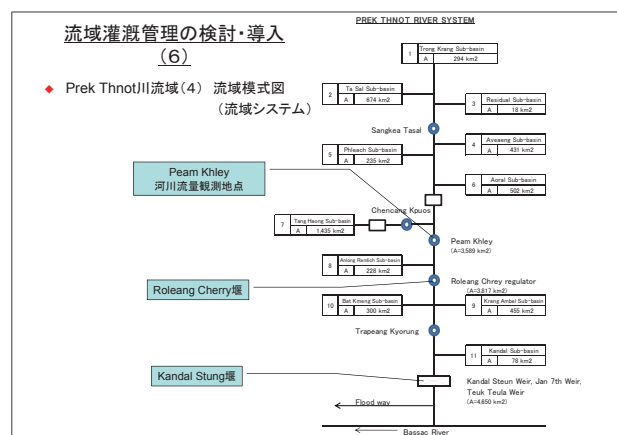 流域灌漑管理の検討・導入
(6)
◆ Prek Thnot川流域(4) 流域模式図
(流域システム)
Peam Khley
河川流量観測地点
Roleang Cherry堰
Kandal Stung堰
PREK THNOT RIVER SYSTEM
1 Trong Krang Sub-basin
A 294 km2
2 Ta Sal Sub-basin
A 674 km2
3 Residual Sub-basin
A 18 km2
Sangkea Tasal
4 Aveaeng Sub-basin
A 431 km2
5 Phleach Sub-basin
A 235 km2
6 Aoral Sub-basin
A 502 km2
Chencang Kpuos
7 Tang Haong Sub-basin
A 1,435 km2
Peam Khley
(A=3,589 km2)
8 Anlong Romlich Sub-basin
A 228 km2
Roleang Chrey regulator
(A=3,817 km2)
10 Bat Kmeng Sub-basin
A 300 km2
9 Krang Ambel Sub-basin
A 455 km2
Trapeang Kyorung
11 Kandal Sub-basin
A 78 km2
Kandal Steun Weir, Jan 7th Weir,
Teuk Teula Weir
(A=4,650 km2)
Flood way
Bassac River